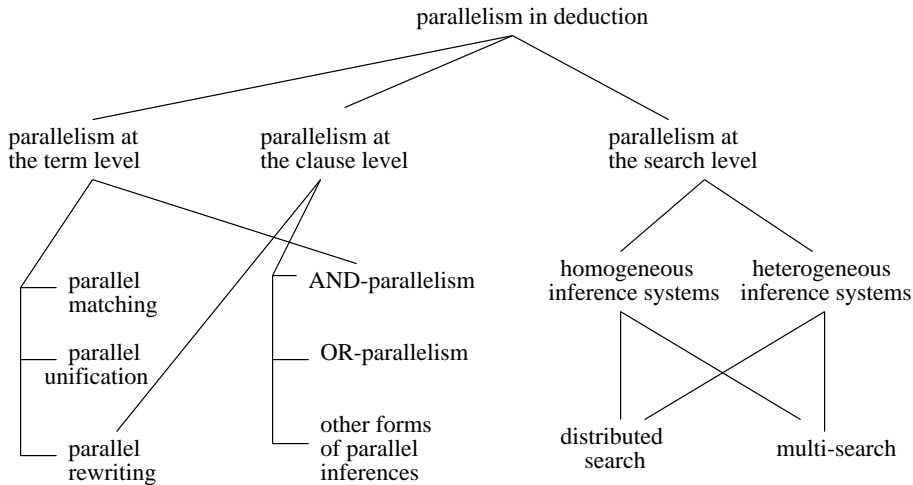 parallelism in deduction
parallelism at
the term level
parallelism at
the clause level
parallelism at
the search level
parallel
matching
parallel
unification
parallel
rewriting
AND-parallelism
OR-parallelism
other forms
of parallel
inferences
homogeneous
inference systems
heterogeneous
inference systems
distributed
search
multi-search